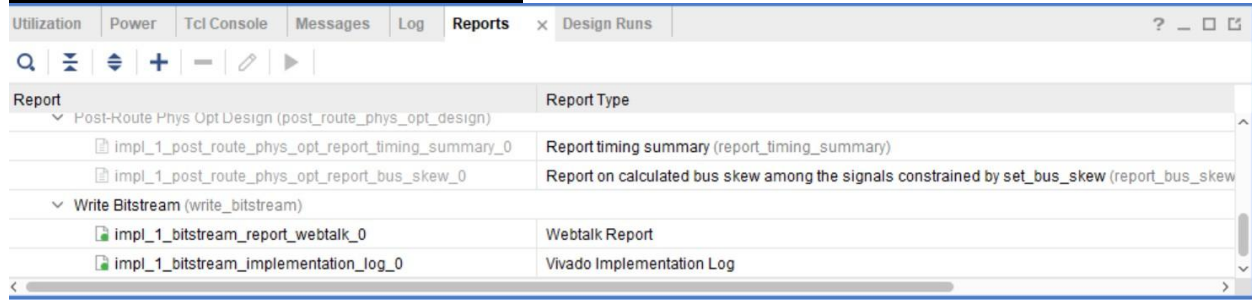 Utilization Power Tcl Console Messages Log Reports × Design Runs ?
Report Report Type
Post-Route Phys Opt Design (post_route_phys_opt_design)
impl_1_post_route_phys_opt_report_timing_summary_0 Report timing summary (report_timing_summary)
impl_1_post_route_phys_opt_report_bus_skew_0 Report on calculated bus skew among the signals constrained by set_bus_skew (report_bus_skew
Write Bitstream (write_bitstream)
impl_1_bitstream_report_webtalk_0 Webtalk Report
impl_1_bitstream_implementation_log_0 Vivado Implementation Log